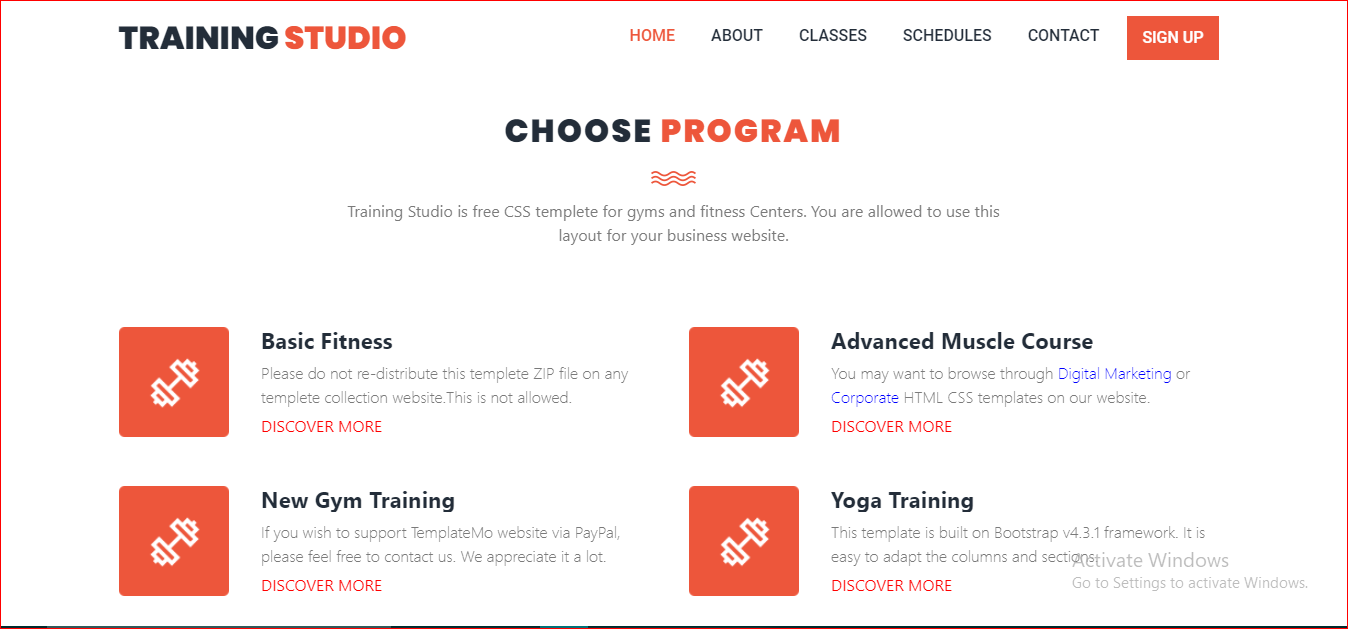 TRAINING STUDIO
HOME ABOUT CLASSES SCHEDULES CONTACT SIGN UP
CHOOSE PROGRAM
Training Studio is free CSS templete for gyms and fitness Centers. You are allowed to use this
layout for your business website.
Basic Fitness
Please do not re-distribute this templete ZIP file on any
templete collection website.This is not allowed.
DISCOVER MORE
Advanced Muscle Course
You may want to browse through Digital Marketing or
Corporate HTML CSS templates on our website.
DISCOVER MORE
New Gym Training
If you wish to support TemplateMo website via PayPal,
please feel free to contact us. We appreciate it a lot.
DISCOVER MORE
Yoga Training
This template is built on Bootstrap v4.3.1 framework. It is
easy to adapt the columns and sections.
DISCOVER MORE
Activate Windows
Go to Settings to activate Windows.